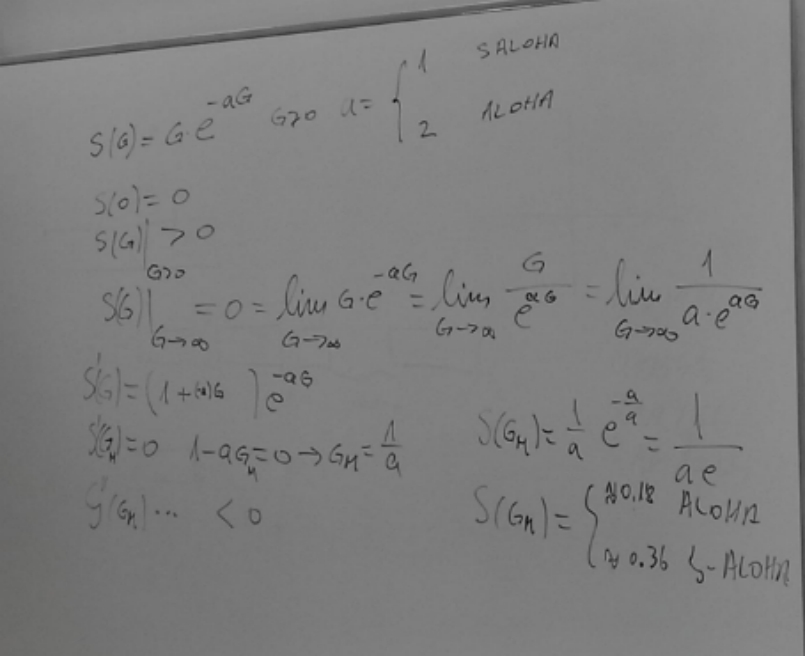 S(G) = G·e^{-aG} G≥0 a = { 1 SALOHA
2 ALOHA
S(0) = 0
S(G)|_{G>0} > 0
S(G)|_{G→∞} = 0 = lim_{G→∞} G·e^{-aG} = lim_{G→∞} G/e^{aG} = lim_{G→∞} 1/(a·e^{aG})
S'(G) = (1+(-a)G) e^{-aG}
S'(G_M) = 0 1-aG_M = 0 → G_M = 1/a
S(G_M) = 1/a e^{-a/a} = 1/(ae)
S''(G_M) ... < 0
S(G_M) = { ≈0.18 ALOHA
≈0.36 S-ALOHA